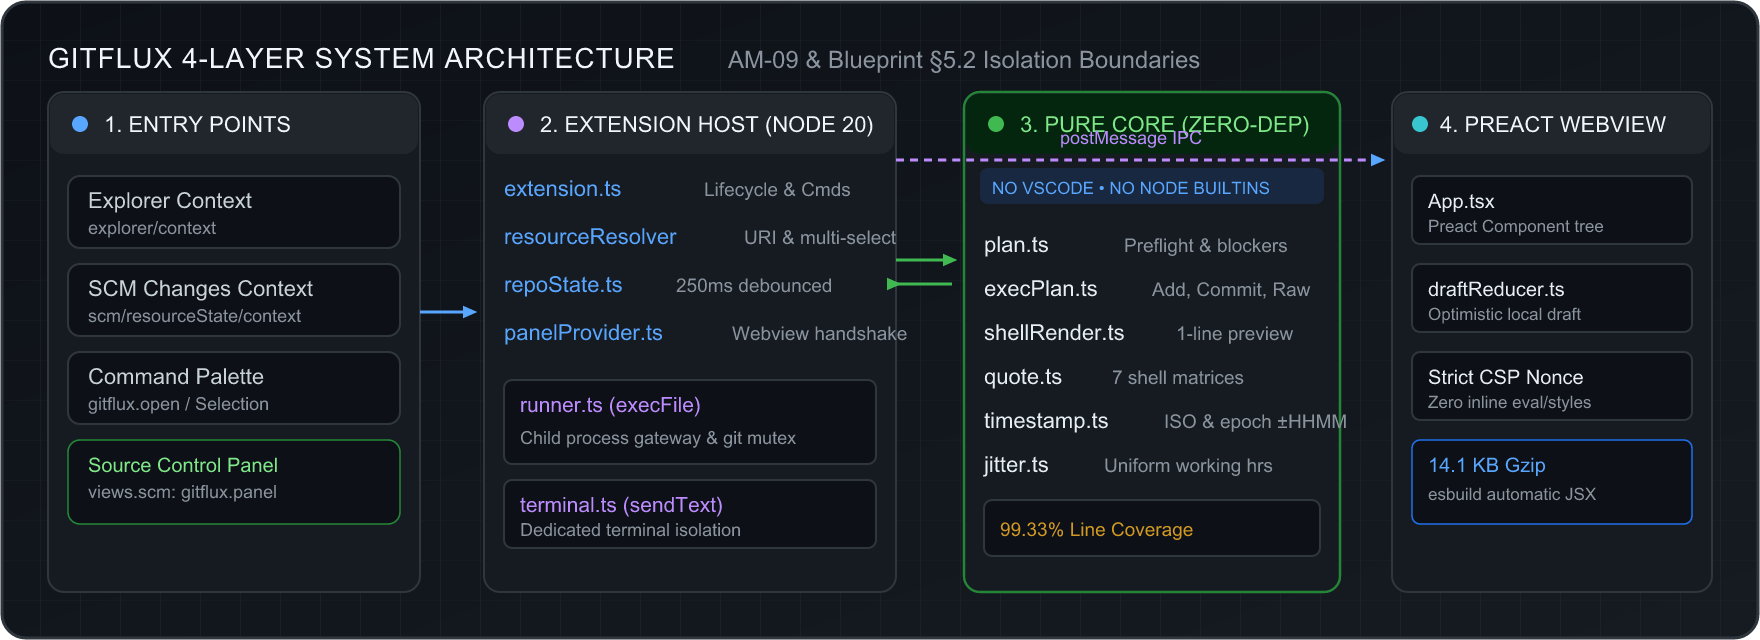 GITFLUX 4-LAYER SYSTEM ARCHITECTURE AM-09 & Blueprint §5.2 Isolation Boundaries
1. ENTRY POINTS
Explorer Context
explorer/context
SCM Changes Context
scm/resourceState/context
Command Palette
gitflux.open / Selection
Source Control Panel
views.scm: gitflux.panel
2. EXTENSION HOST (NODE 20)
extension.ts Lifecycle & Cmds
resourceResolver URI & multi-select
repoState.ts 250ms debounced
panelProvider.ts Webview handshake
runner.ts (execFile)
Child process gateway & git mutex
terminal.ts (sendText)
Dedicated terminal isolation
3. PURE CORE (ZERO-DEP)
postMessage IPC
NO VSCODE • NO NODE BUILTINS
plan.ts Preflight & blockers
execPlan.ts Add, Commit, Raw
shellRender.ts 1-line preview
quote.ts 7 shell matrices
timestamp.ts ISO & epoch ±HHMM
jitter.ts Uniform working hrs
99.33% Line Coverage
4. PREACT WEBVIEW
App.tsx
Preact Component tree
draftReducer.ts
Optimistic local draft
Strict CSP Nonce
Zero inline eval/styles
14.1 KB Gzip
esbuild automatic JSX